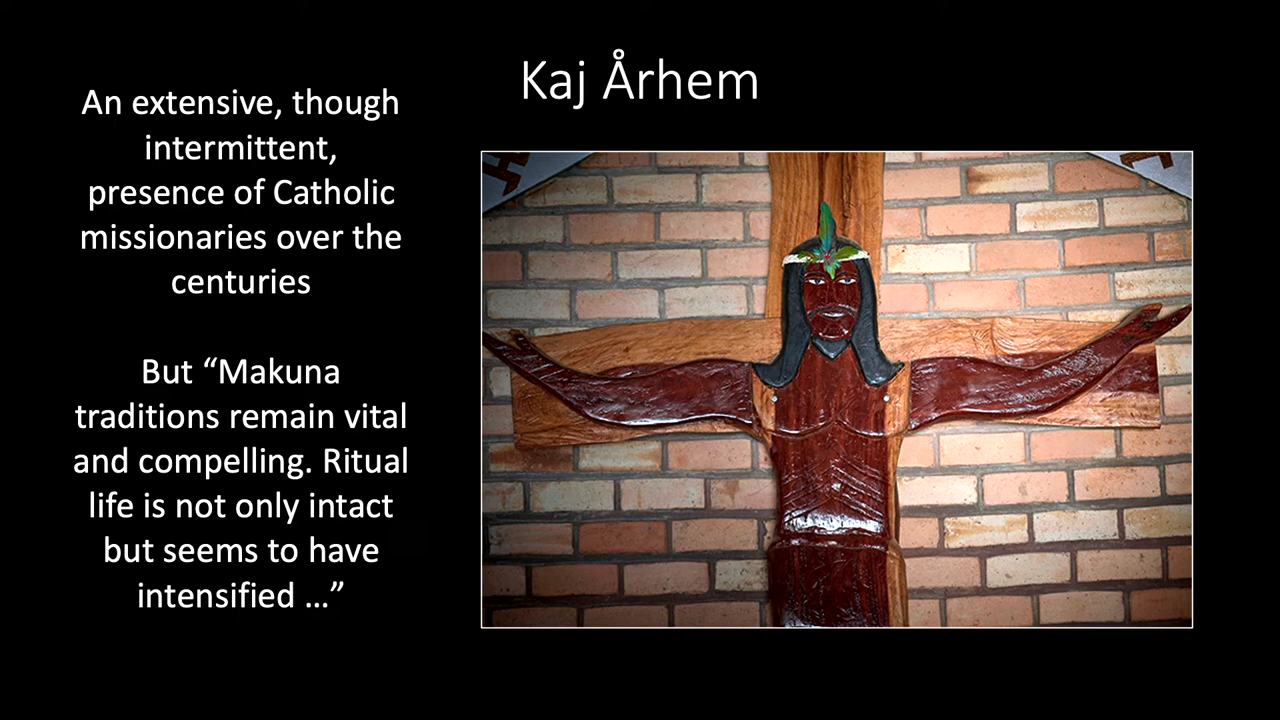 Kaj Århem
An extensive, though
intermittent,
presence of Catholic
missionaries over the
centuries
But “Makuna
traditions remain vital
and compelling. Ritual
life is not only intact
but seems to have
intensified …”